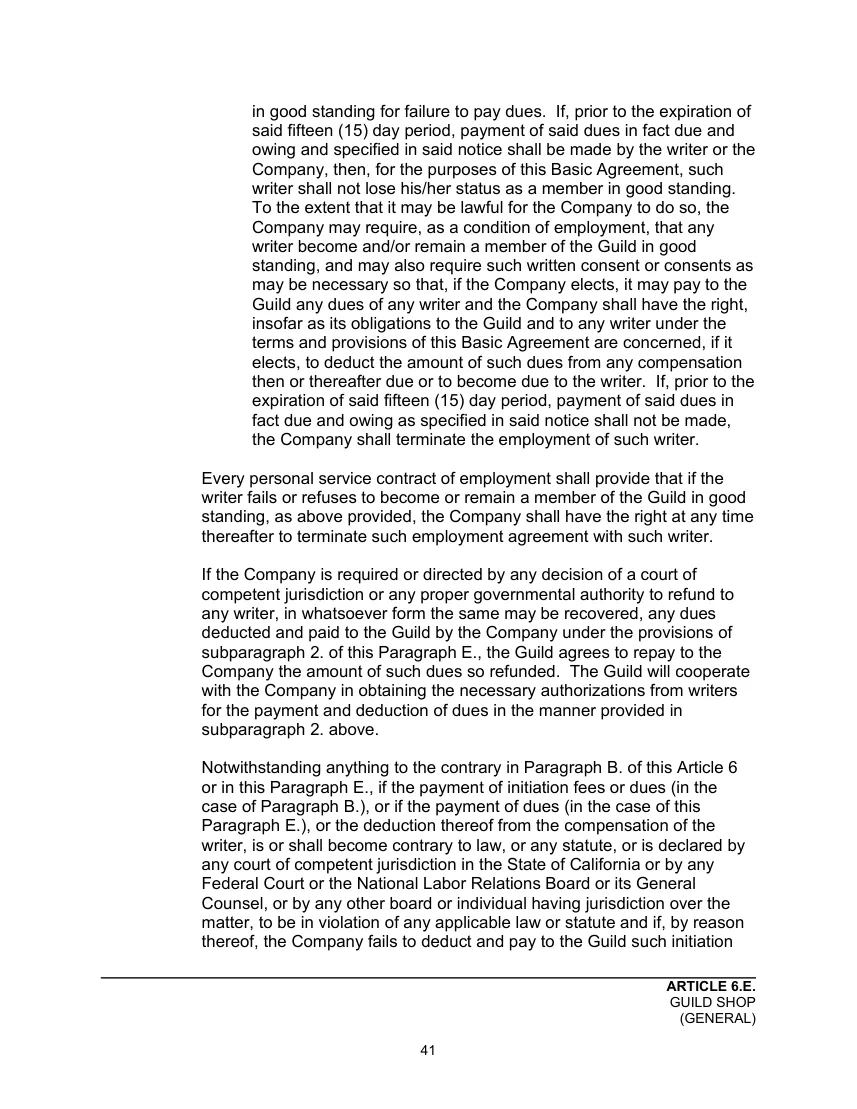 in good standing for failure to pay dues.  If, prior to the expiration of
said fifteen (15) day period, payment of said dues in fact due and
owing and specified in said notice shall be made by the writer or the
Company, then, for the purposes of this Basic Agreement, such
writer shall not lose his/her status as a member in good standing.
To the extent that it may be lawful for the Company to do so, the
Company may require, as a condition of employment, that any
writer become and/or remain a member of the Guild in good
standing, and may also require such written consent or consents as
may be necessary so that, if the Company elects, it may pay to the
Guild any dues of any writer and the Company shall have the right,
insofar as its obligations to the Guild and to any writer under the
terms and provisions of this Basic Agreement are concerned, if it
elects, to deduct the amount of such dues from any compensation
then or thereafter due or to become due to the writer.  If, prior to the
expiration of said fifteen (15) day period, payment of said dues in
fact due and owing as specified in said notice shall not be made,
the Company shall terminate the employment of such writer.
Every personal service contract of employment shall provide that if the
writer fails or refuses to become or remain a member of the Guild in good
standing, as above provided, the Company shall have the right at any time
thereafter to terminate such employment agreement with such writer.
If the Company is required or directed by any decision of a court of
competent jurisdiction or any proper governmental authority to refund to
any writer, in whatsoever form the same may be recovered, any dues
deducted and paid to the Guild by the Company under the provisions of
subparagraph 2. of this Paragraph E., the Guild agrees to repay to the
Company the amount of such dues so refunded.  The Guild will cooperate
with the Company in obtaining the necessary authorizations from writers
for the payment and deduction of dues in the manner provided in
subparagraph 2. above.
Notwithstanding anything to the contrary in Paragraph B. of this Article 6
or in this Paragraph E., if the payment of initiation fees or dues (in the
case of Paragraph B.), or if the payment of dues (in the case of this
Paragraph E.), or the deduction thereof from the compensation of the
writer, is or shall become contrary to law, or any statute, or is declared by
any court of competent jurisdiction in the State of California or by any
Federal Court or the National Labor Relations Board or its General
Counsel, or by any other board or individual having jurisdiction over the
matter, to be in violation of any applicable law or statute and if, by reason
thereof, the Company fails to deduct and pay to the Guild such initiation
ARTICLE 6.E.
GUILD SHOP
(GENERAL)
41